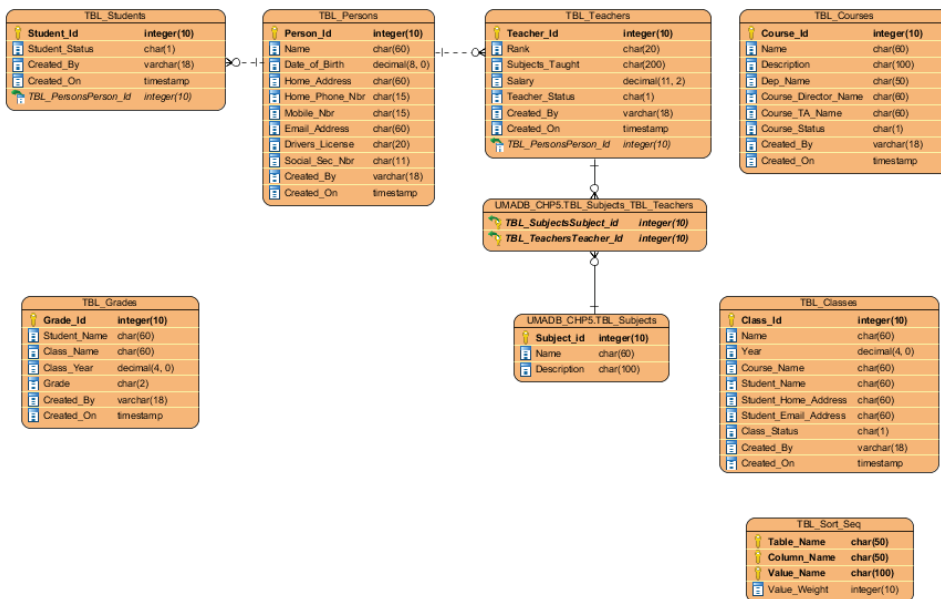 TBL_Students
Student_Id integer(10)
Student_Status char(1)
Created_By varchar(18)
Created_On timestamp
TBL_PersonsPerson_Id integer(10)
TBL_Persons
Person_Id integer(10)
Name char(60)
Date_of_Birth decimal(8, 0)
Home_Address char(60)
Home_Phone_Nbr char(15)
Mobile_Nbr char(15)
Email_Address char(60)
Drivers_License char(20)
Social_Sec_Nbr char(11)
Created_By varchar(18)
Created_On timestamp
TBL_Teachers
Teacher_Id integer(10)
Rank char(20)
Subjects_Taught char(200)
Salary decimal(11, 2)
Teacher_Status char(1)
Created_By varchar(18)
Created_On timestamp
TBL_PersonsPerson_Id integer(10)
TBL_Courses
Course_Id integer(10)
Name char(60)
Description char(100)
Dep_Name char(50)
Course_Director_Name char(60)
Course_TA_Name char(60)
Course_Status char(1)
Created_By varchar(18)
Created_On timestamp
UMADB_CHP5.TBL_Subjects_TBL_Teachers
TBL_SubjectsSubject_id integer(10)
TBL_TeachersTeacher_Id integer(10)
TBL_Grades
Grade_Id integer(10)
Student_Name char(60)
Class_Name char(60)
Class_Year decimal(4, 0)
Grade char(2)
Created_By varchar(18)
Created_On timestamp
UMADB_CHP5.TBL_Subjects
Subject_id integer(10)
Name char(60)
Description char(100)
TBL_Classes
Class_Id integer(10)
Name char(60)
Year decimal(4, 0)
Course_Name char(60)
Student_Name char(60)
Student_Home_Address char(60)
Student_Email_Address char(60)
Class_Status char(1)
Created_By varchar(18)
Created_On timestamp
TBL_Sort_Seq
Table_Name char(50)
Column_Name char(50)
Value_Name char(100)
Value_Weight integer(10)